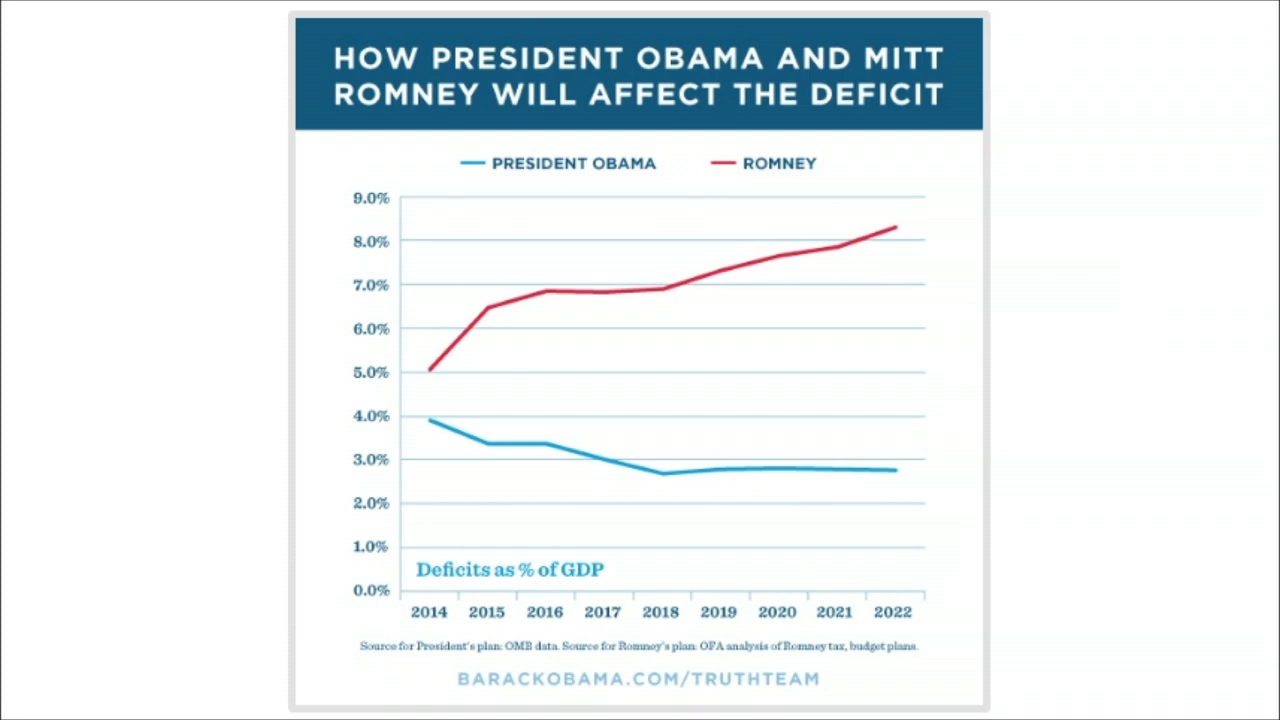 HOW PRESIDENT OBAMA AND MITT
ROMNEY WILL AFFECT THE DEFICIT
PRESIDENT OBAMA
ROMNEY
9.0%
8.0%
7.0%
6.0%
5.0%
4.0%
3.0%
2.0%
1.0%
0.0%
Deficits as % of GDP
2014 2015 2016 2017 2018 2019 2020 2021 2022
Source for President's plan: OMB data. Source for Romney's plan: OFA analysis of Romney tax, budget plans.
BARACKOBAMA.COM/TRUTHTEAM